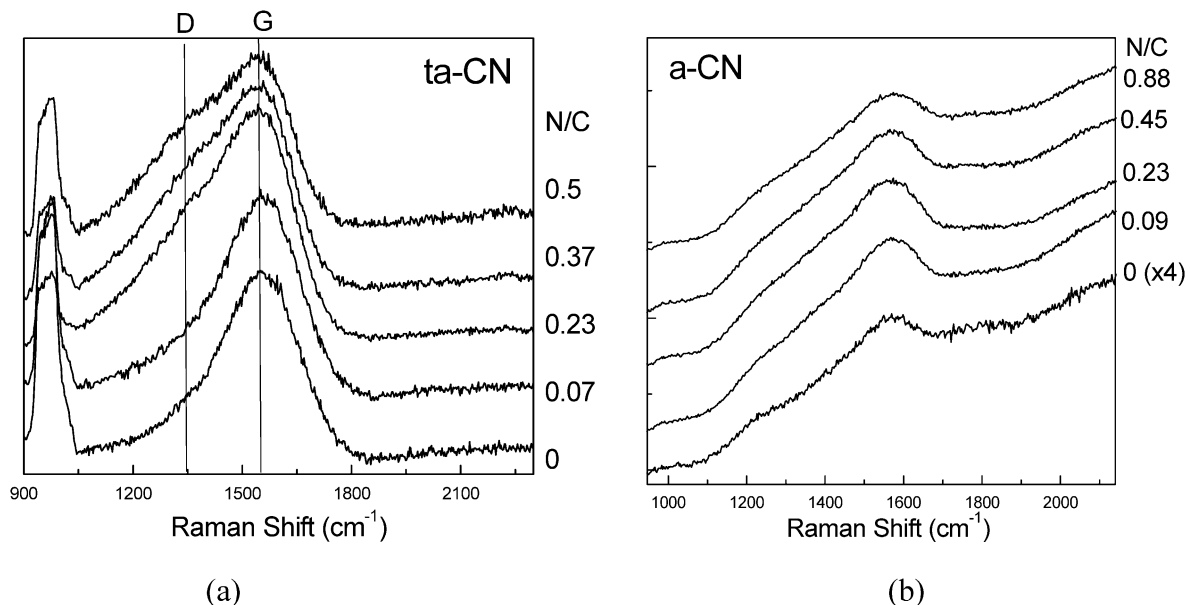 D G
ta-CN
N/C
0.5
0.37
0.23
0.07
0
900 1200 1500 1800 2100
Raman Shift (cm⁻¹)
(a)
a-CN
N/C
0.88
0.45
0.23
0.09
0 (x4)
1000 1200 1400 1600 1800 2000
Raman Shift (cm⁻¹)
(b)